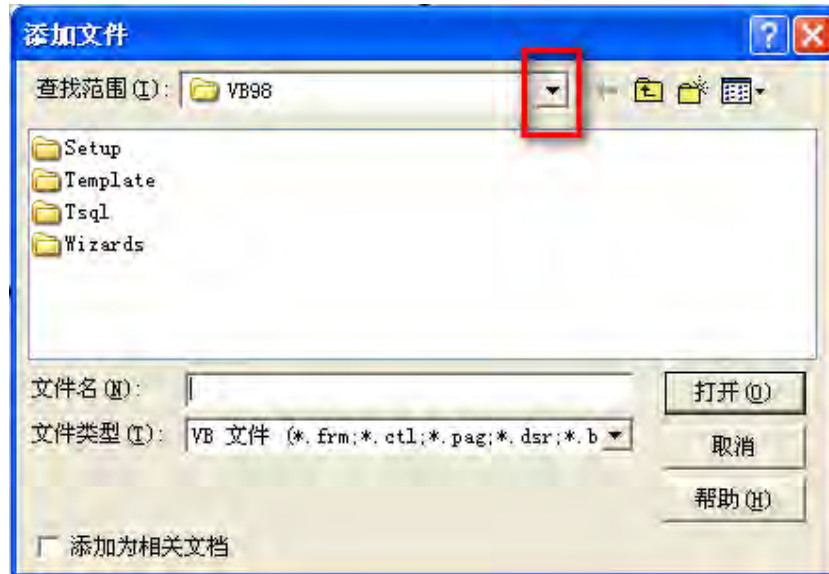 添加文件
查找范围(I): VB98
Setup
Template
Tsql
Wizards
文件名(N): 打开(O)
文件类型(T): VB 文件 (*.frm;*.ctl;*.pag;*.dsr;*.b 取消
帮助(H)
添加为相关文档